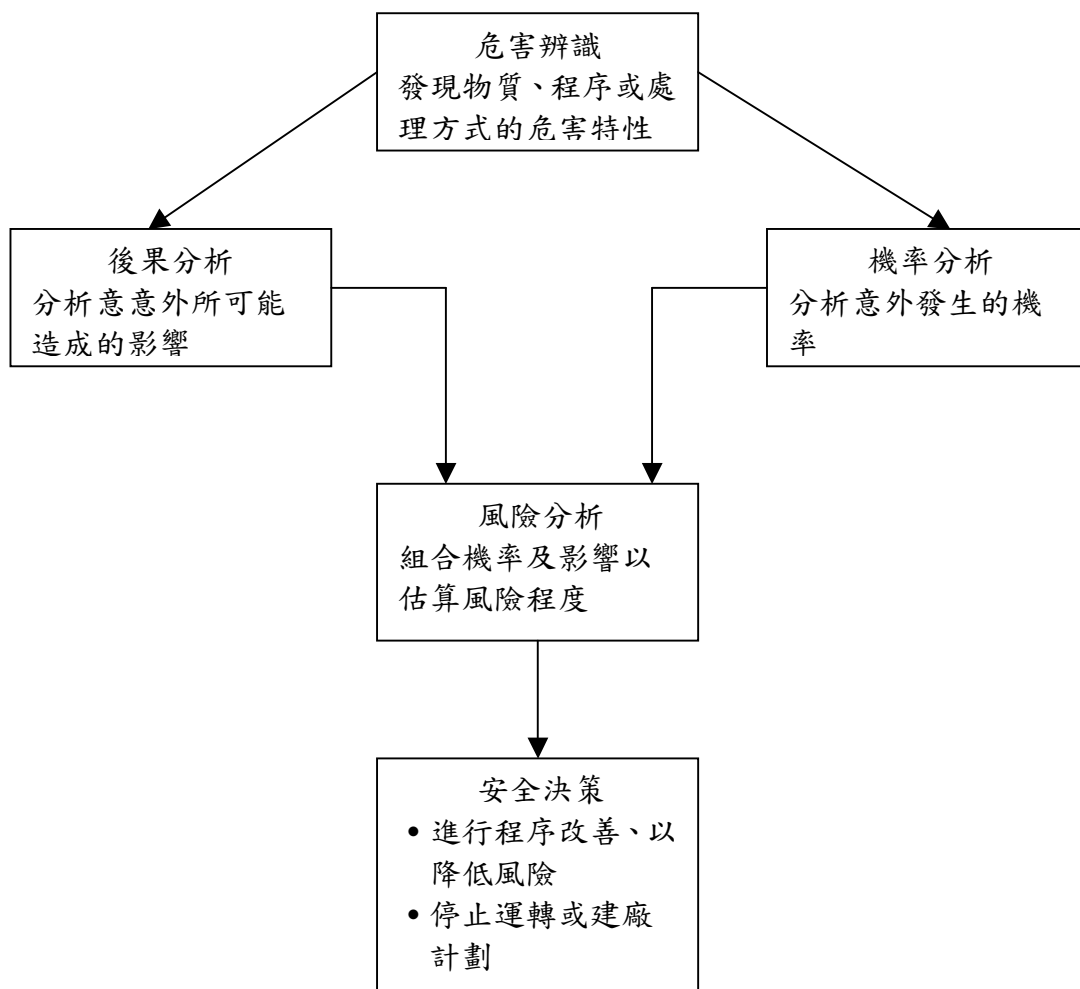 危害辨識
發現物質、程序或處
理方式的危害特性
後果分析
分析意意外所可能
造成的影響
機率分析
分析意外發生的機
率
風險分析
組合機率及影響以
估算風險程度
安全決策
• 進行程序改善、以
降低風險
• 停止運轉或建廠
計劃